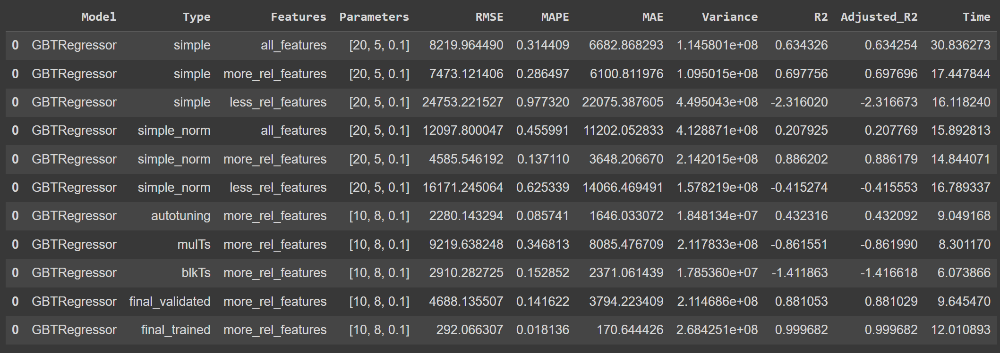 Model Type Features Parameters RMSE MAPE MAE Variance R2 Adjusted_R2 Time
0 GBTRegressor simple all_features [20, 5, 0.1] 8219.964490 0.314409 6682.868293 1.145801e+08 0.634326 0.634254 30.836273
0 GBTRegressor simple more_rel_features [20, 5, 0.1] 7473.121406 0.286497 6100.811976 1.095015e+08 0.697756 0.697696 17.447844
0 GBTRegressor simple less_rel_features [20, 5, 0.1] 24753.221527 0.977320 22075.387605 4.495043e+08 -2.316020 -2.316673 16.118240
0 GBTRegressor simple_norm all_features [20, 5, 0.1] 12097.800047 0.455991 11202.052833 4.128871e+08 0.207925 0.207769 15.892813
0 GBTRegressor simple_norm more_rel_features [20, 5, 0.1] 4585.546192 0.137110 3648.206670 2.142015e+08 0.886202 0.886179 14.844071
0 GBTRegressor simple_norm less_rel_features [20, 5, 0.1] 16171.245064 0.625339 14066.469491 1.578219e+08 -0.415274 -0.415553 16.789337
0 GBTRegressor autotuning more_rel_features [10, 8, 0.1] 2280.143294 0.085741 1646.033072 1.848134e+07 0.432316 0.432092 9.049168
0 GBTRegressor mulTs more_rel_features [10, 8, 0.1] 9219.638248 0.346813 8085.476709 2.117833e+08 -0.861551 -0.861990 8.301170
0 GBTRegressor blkTs more_rel_features [10, 8, 0.1] 2910.282725 0.152852 2371.061439 1.785360e+07 -1.411863 -1.416618 6.073866
0 GBTRegressor final_validated more_rel_features [10, 8, 0.1] 4688.135507 0.141622 3794.223409 2.114686e+08 0.881053 0.881029 9.645470
0 GBTRegressor final_trained more_rel_features [10, 8, 0.1] 292.066307 0.018136 170.644426 2.684251e+08 0.999682 0.999682 12.010893